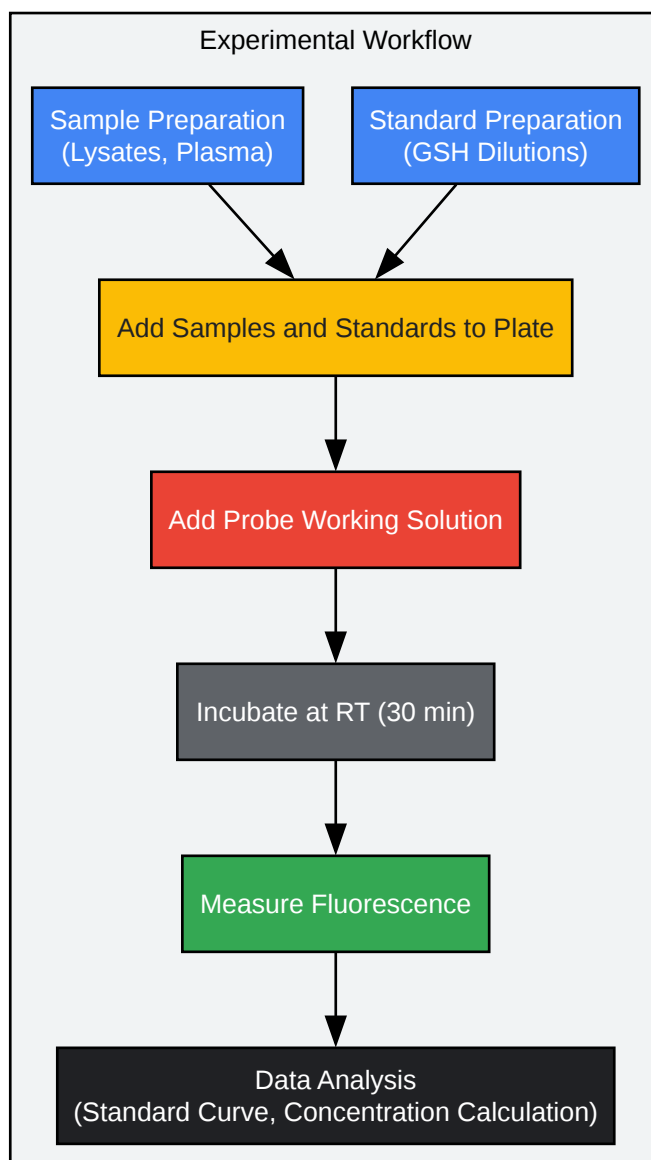 Experimental Workflow
Sample Preparation
(Lysates, Plasma)
Standard Preparation
(GSH Dilutions)
Add Samples and Standards to Plate
Add Probe Working Solution
Incubate at RT (30 min)
Measure Fluorescence
Data Analysis
(Standard Curve, Concentration Calculation)